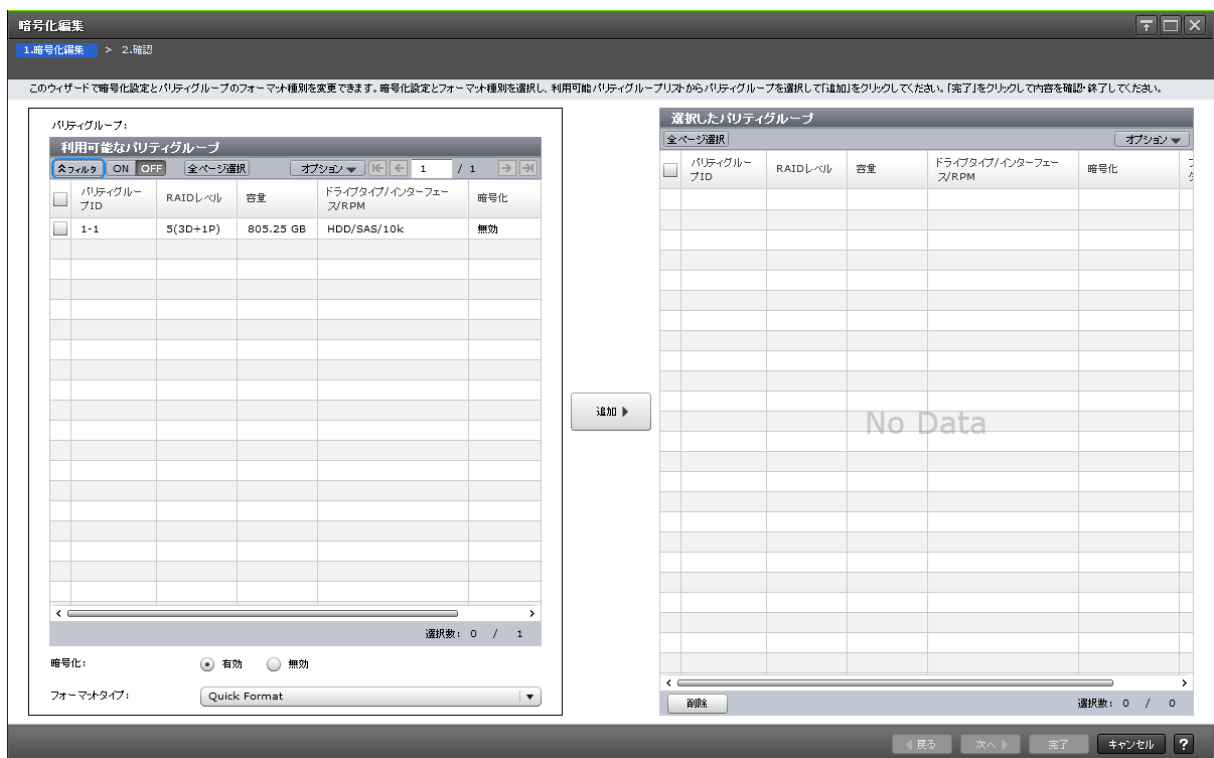 暗号化編集
1.暗号化編集 > 2.確認
このウィザードで暗号化設定とパリティグループのフォーマット種別を変更できます。暗号化設定とフォーマット種別を選択し、利用可能パリティグループリストからパリティグループを選択して「追加」をクリックしてください。「完了」をクリックして内容を確認・終了してください。
パリティグループ:
利用可能なパリティグループ
フィルタ ON OFF 全ページ選択 オプション 1 / 1
パリティグループID RAIDレベル 容量 ドライブタイプ/インターフェース/RPM 暗号化
1-1 5(3D+1P) 805.25 GB HDD/SAS/10k 無効
選択数: 0 / 1
暗号化: 有効 無効
フォーマットタイプ: Quick Format
追加
選択したパリティグループ
全ページ選択 オプション
パリティグループID RAIDレベル 容量 ドライブタイプ/インターフェース/RPM 暗号化
No Data
削除 選択数: 0 / 0
戻る 次へ 完了 キャンセル ?